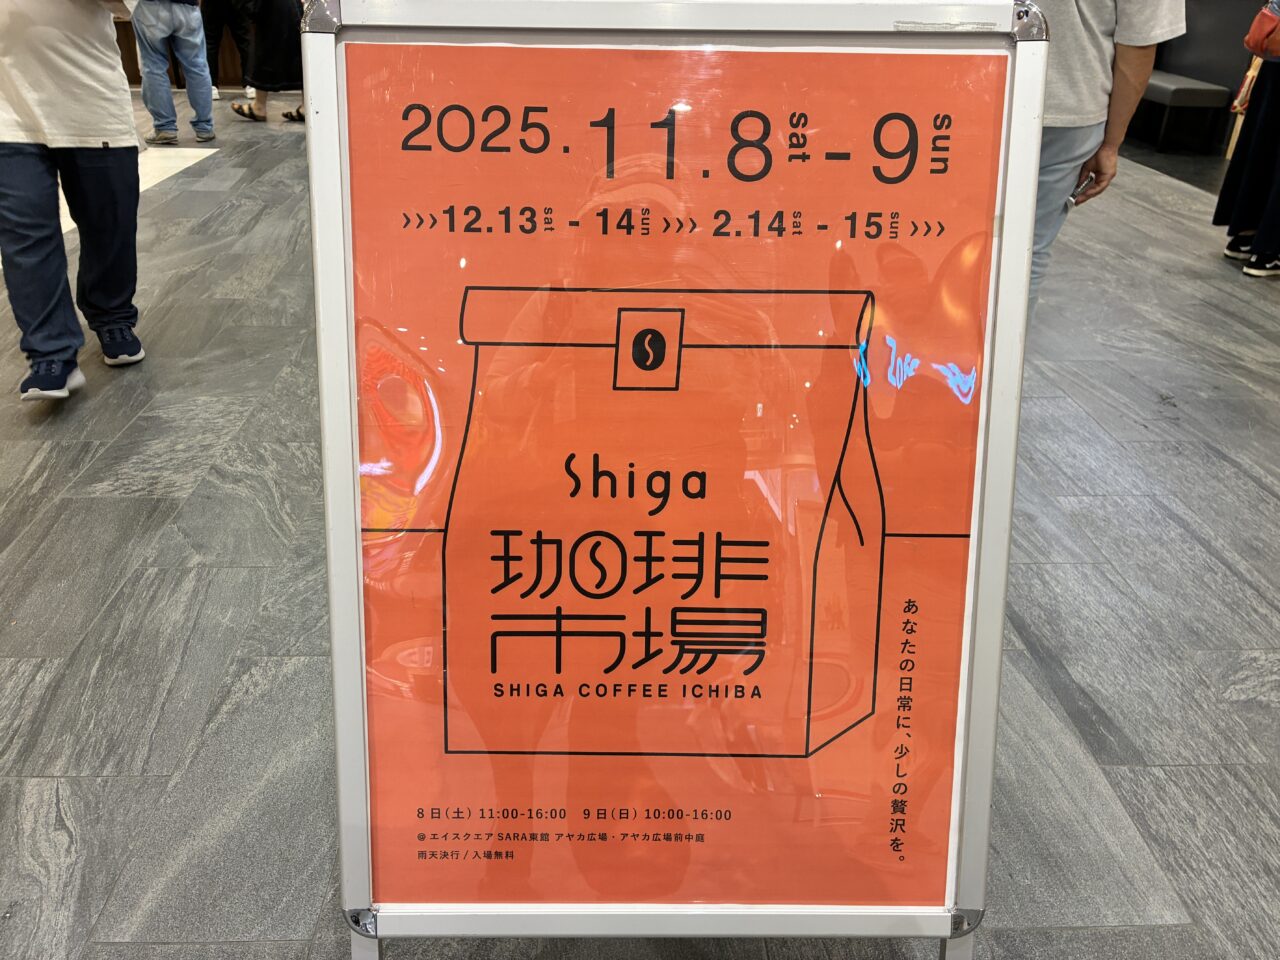 2025.11.8 sat - 9 sun
>>>12.13 sat - 14 sun >>> 2.14 sat - 15 sun >>>
Shiga
珈琲
市場
SHIGA COFFEE ICHIBA
あなたの日常に、少しの贅沢を。
8日(土) 11:00-16:00 9日(日) 10:00-16:00
@エイスクエアSARA東館 アヤカ広場・アヤカ広場前中庭
雨天決行 / 入場無料